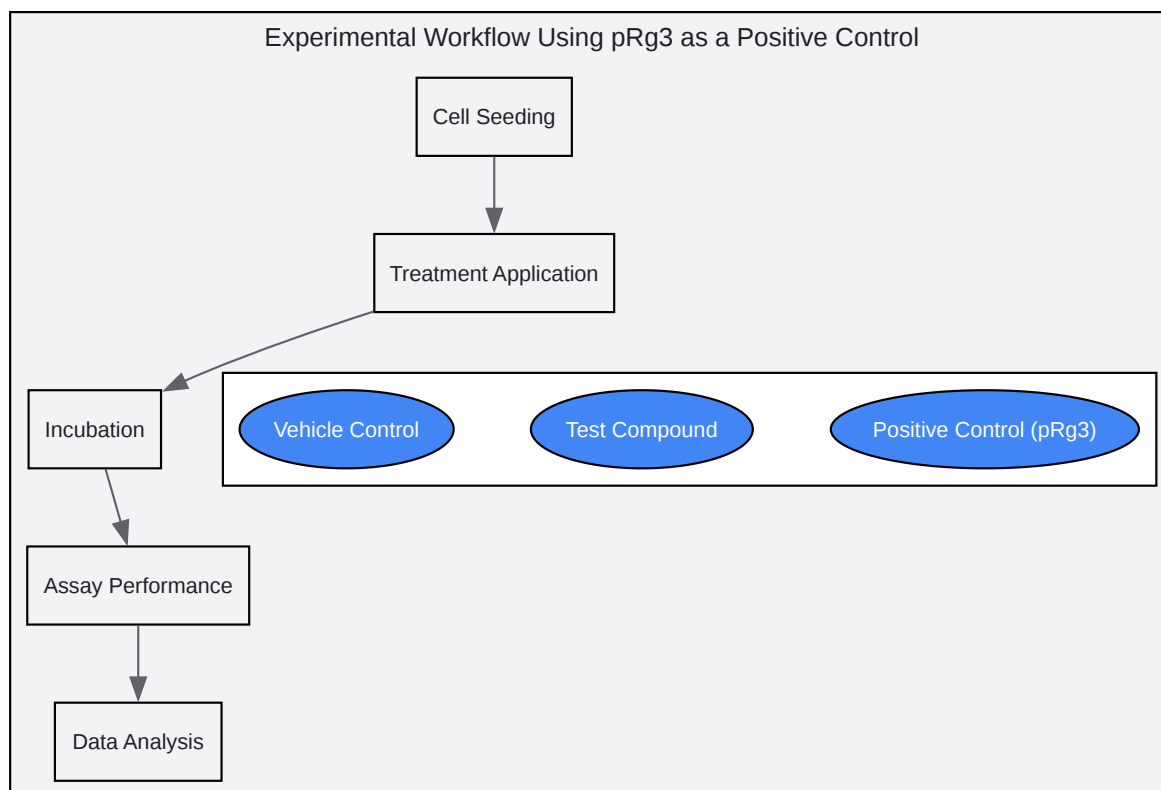 Experimental Workflow Using pRg3 as a Positive Control
Cell Seeding
Treatment Application
Incubation
Vehicle Control
Test Compound
Positive Control (pRg3)
Assay Performance
Data Analysis